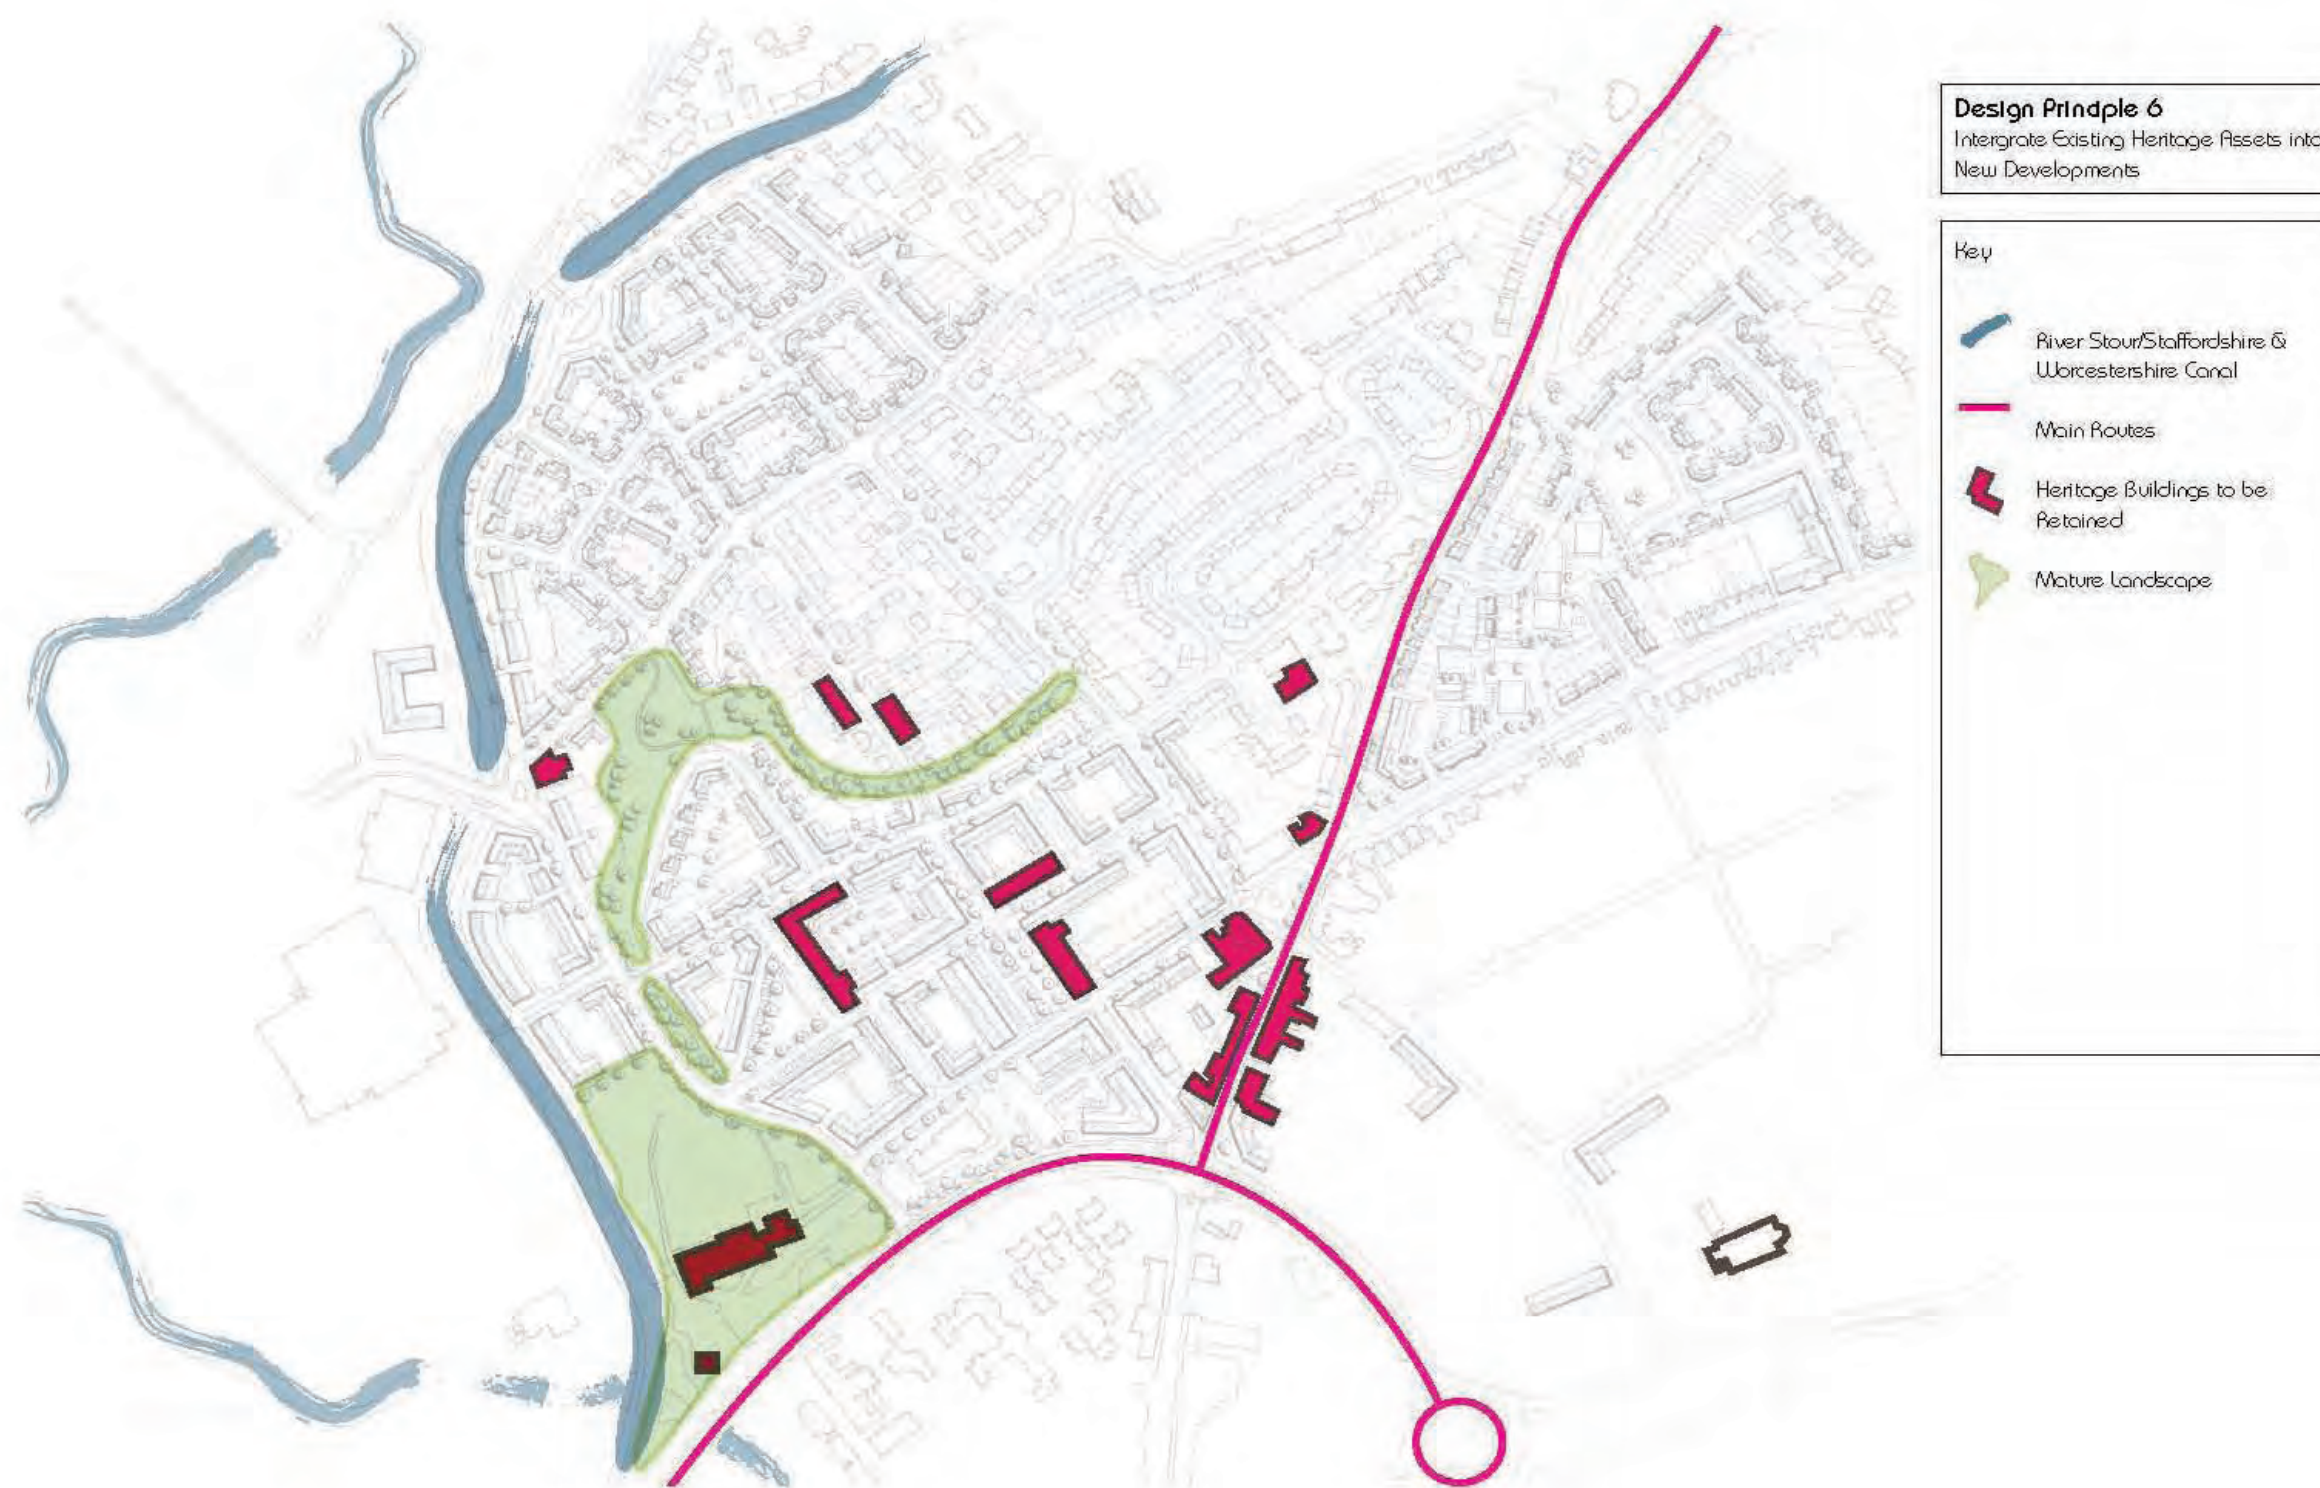 Design Principle 6
Intergrate Existing Heritage Assets into
New Developments
Key
River Stour/Staffordshire &
Worcestershire Canal
Main Routes
Heritage Buildings to be
Retained
Mature Landscape